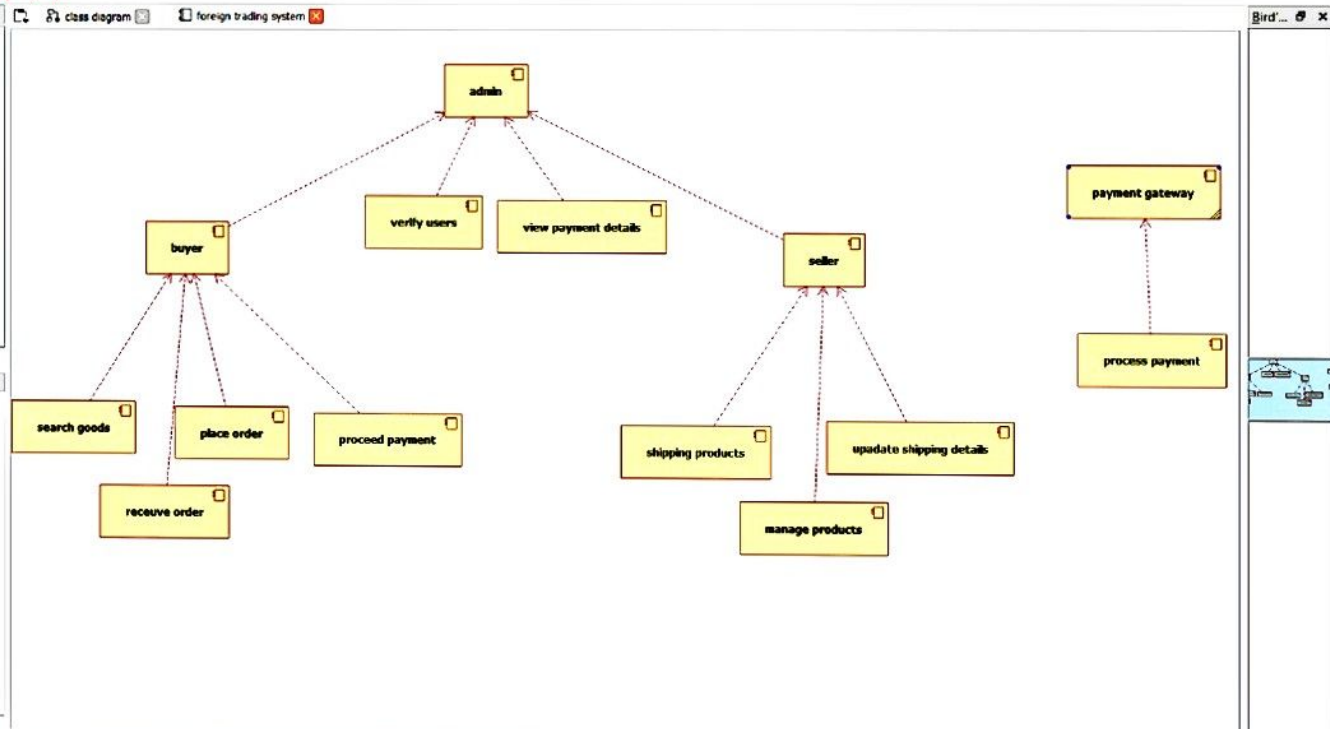 class diagram
foreign trading system
Bird'...
admin
payment gateway
verify users
view payment details
buyer
seller
process payment
search goods
place order
proceed payment
shipping products
upadate shipping details
receuve order
manage products